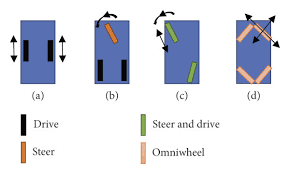 (a) (b) (c) (d)
Drive Steer and drive
Steer Omniwheel